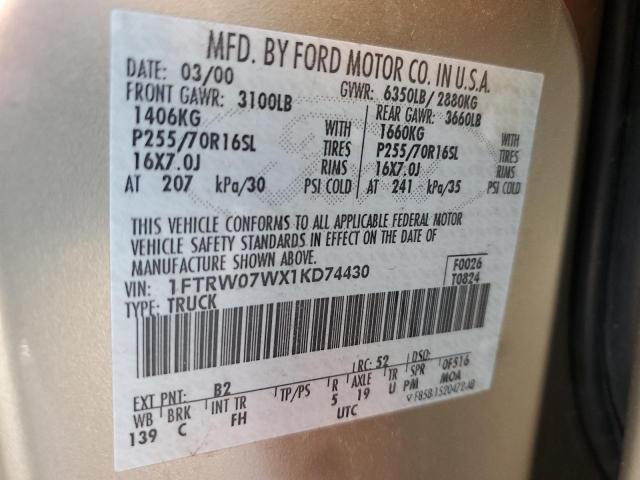 MFD. BY FORD MOTOR CO. IN U.S.A.
DATE: 03/00 GVWR: 6350LB/ 2880KG
FRONT GAWR: 3100LB REAR GAWR: 3660LB
1406KG WITH 1660KG WITH
P255/70R16SL TIRES P255/70R16SL TIRES
16X7.0J RIMS 16X7.0J RIMS
AT 207 kPa/30 PSI COLD AT 241 kPa/35 PSI COLD
THIS VEHICLE CONFORMS TO ALL APPLICABLE FEDERAL MOTOR
VEHICLE SAFETY STANDARDS IN EFFECT ON THE DATE OF
MANUFACTURE SHOWN ABOVE.
VIN: 1FTRW07WX1KD74430 F0026
TYPE: TRUCK T0824
EXT PNT: B2 RC: 52 DSO:
WB BRK INT TR TP/PS R AXLE TR SPR 0F516
139 C FH 5 19 U PM MOA
UTC